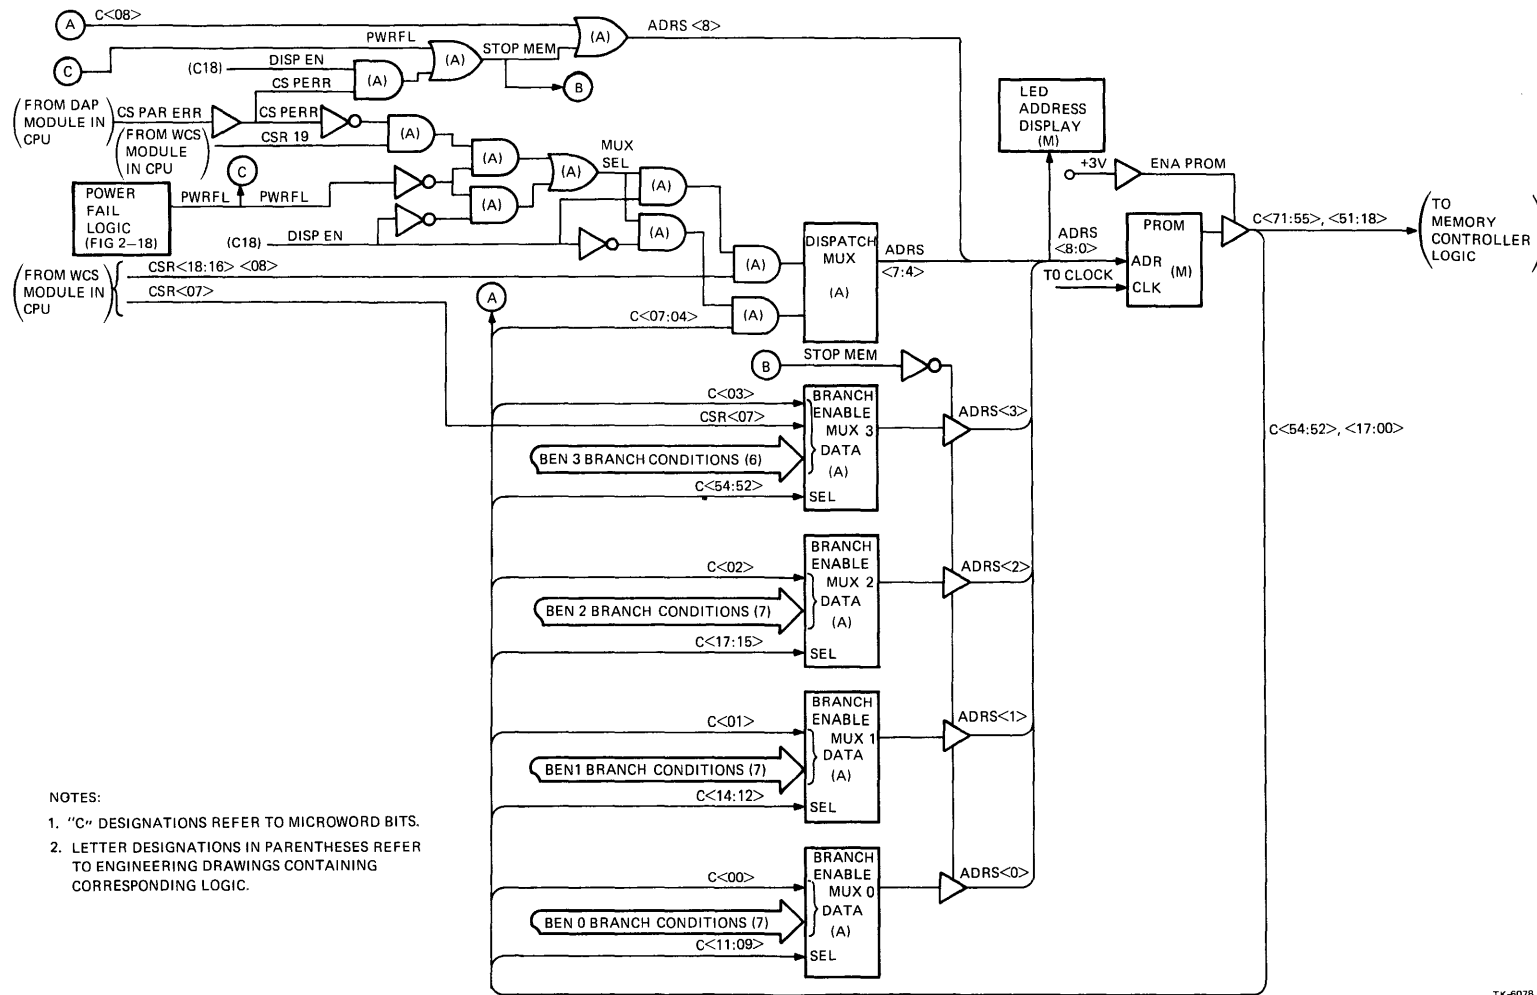 A
C<08>
ADRS <8>
(A)
PWRFL
STOP MEM
C
(C18)
DISP EN
(A)
(A)
CS PERR
B
(FROM DAP
MODULE IN
CPU)
CS PAR ERR
CS PERR
(FROM WCS
MODULE
IN CPU)
CSR 19
(A)
(A)
(A)
(A)
MUX
SEL
C
POWER
FAIL
LOGIC
(FIG 2-18)
PWRFL
PWRFL
(C18)
DISP EN
(A)
(A)
(FROM WCS
MODULE IN
CPU)
CSR<18:16> <08>
CSR<07>
(A)
(A)
A
C<07:04>
DISPATCH
MUX
(A)
ADRS
<7:4>
LED
ADDRESS
DISPLAY
(M)
+3V
ENA PROM
ADRS
<8:0>
TO CLOCK
PROM
ADR
(M)
CLK
C<71:55>, <51:18>
(TO
MEMORY
CONTROLLER
LOGIC)
B
STOP MEM
C<03>
CSR<07>
BEN 3 BRANCH CONDITIONS (6)
C<54:52>
BRANCH
ENABLE
MUX 3
DATA
(A)
SEL
ADRS<3>
C<54:52>, <17:00>
C<02>
BEN 2 BRANCH CONDITIONS (7)
C<17:15>
BRANCH
ENABLE
MUX 2
DATA
(A)
SEL
ADRS<2>
C<01>
BEN1 BRANCH CONDITIONS (7)
C<14:12>
BRANCH
ENABLE
MUX 1
DATA
(A)
SEL
ADRS<1>
C<00>
BEN 0 BRANCH CONDITIONS (7)
C<11:09>
BRANCH
ENABLE
MUX 0
DATA
(A)
SEL
ADRS<0>
NOTES:
1. "C" DESIGNATIONS REFER TO MICROWORD BITS.
2. LETTER DESIGNATIONS IN PARENTHESES REFER
TO ENGINEERING DRAWINGS CONTAINING
CORRESPONDING LOGIC.
TK-6078